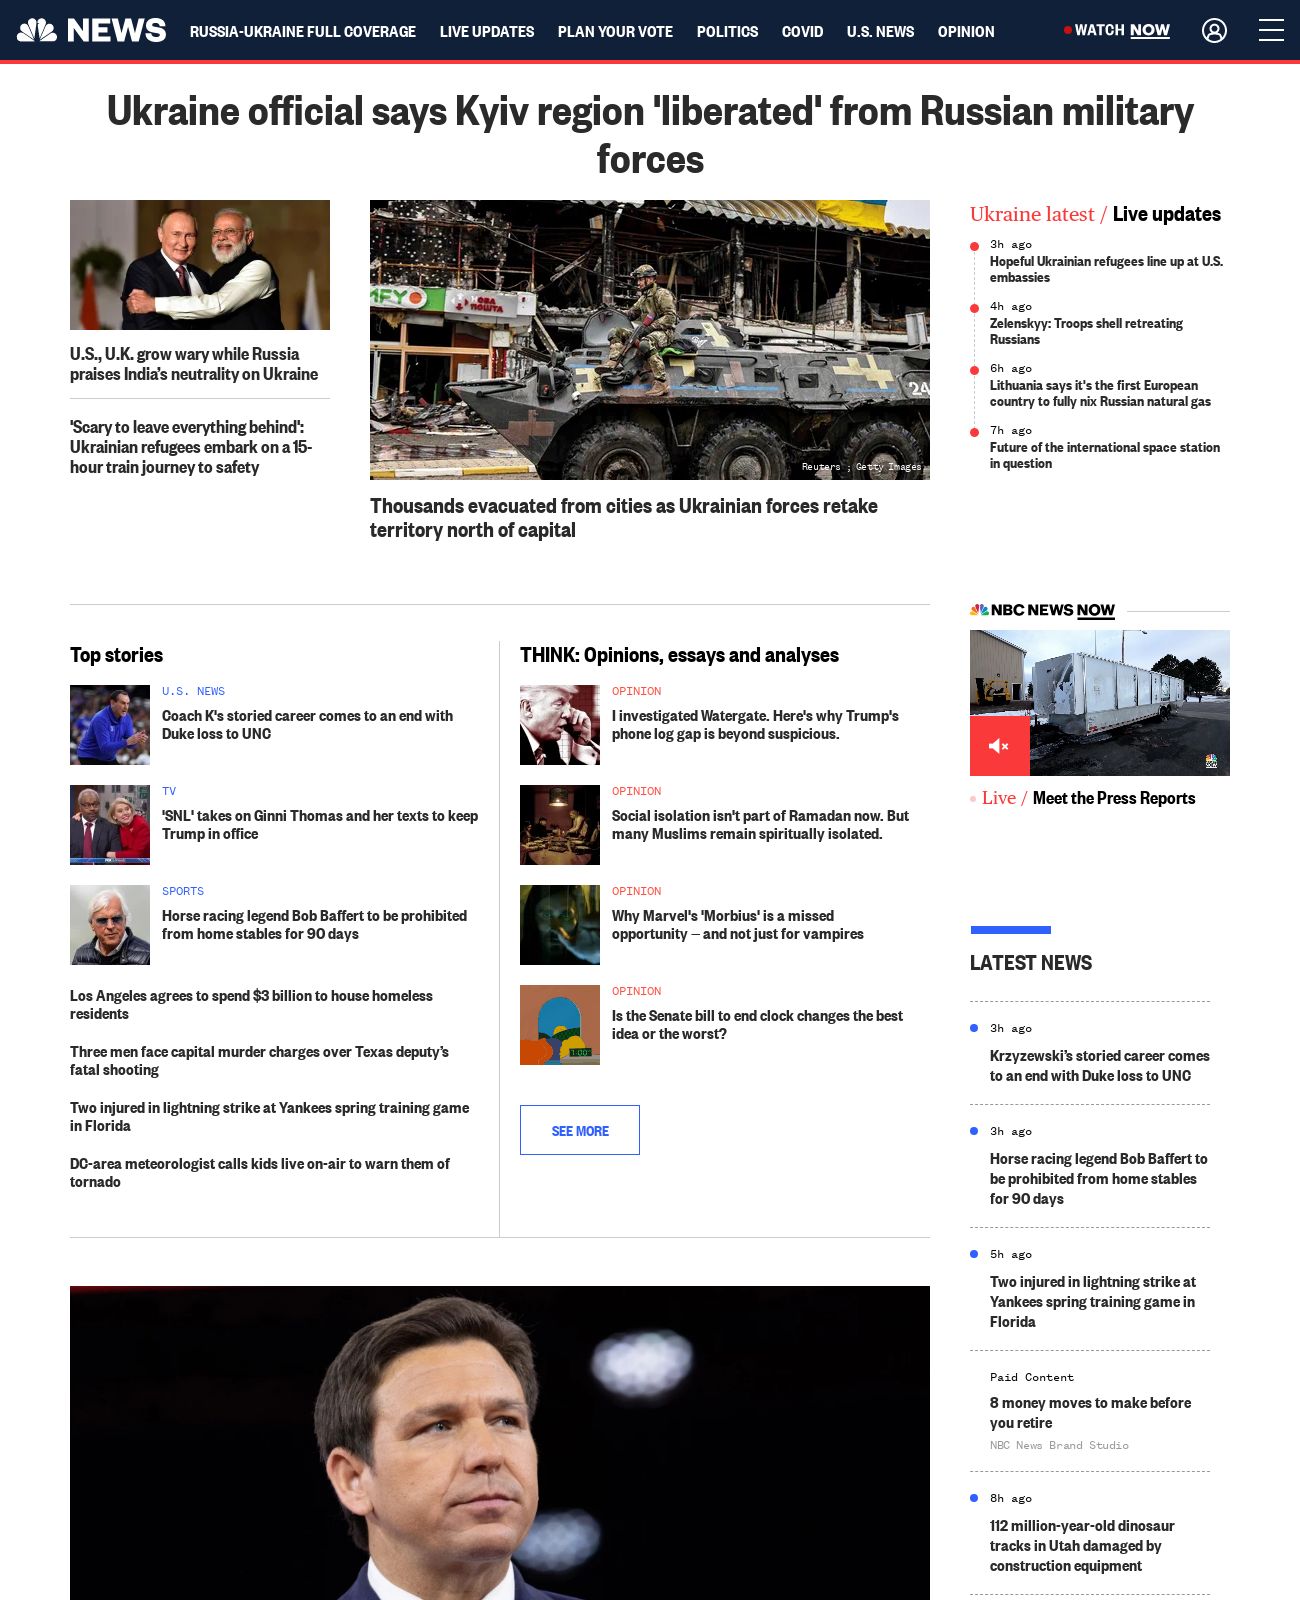 NEWS
RUSSIA-UKRAINE FULL COVERAGE LIVE UPDATES PLAN YOUR VOTE POLITICS COVID U.S. NEWS OPINION
WATCH NOW
Ukraine official says Kyiv region 'liberated' from Russian military
forces
U.S., U.K. grow wary while Russia
praises India’s neutrality on Ukraine
'Scary to leave everything behind':
Ukrainian refugees embark on a 15-
hour train journey to safety
НОВА
ПОШТА
24
Reuters ; Getty Images
Thousands evacuated from cities as Ukrainian forces retake
territory north of capital
Ukraine latest / Live updates
3h ago
Hopeful Ukrainian refugees line up at U.S.
embassies
4h ago
Zelenskyy: Troops shell retreating
Russians
6h ago
Lithuania says it's the first European
country to fully nix Russian natural gas
7h ago
Future of the international space station
in question
NBC NEWS NOW
Live / Meet the Press Reports
Top stories
U.S. NEWS
Coach K's storied career comes to an end with
Duke loss to UNC
TV
'SNL' takes on Ginni Thomas and her texts to keep
Trump in office
SPORTS
Horse racing legend Bob Baffert to be prohibited
from home stables for 90 days
Los Angeles agrees to spend $3 billion to house homeless
residents
Three men face capital murder charges over Texas deputy’s
fatal shooting
Two injured in lightning strike at Yankees spring training game
in Florida
DC-area meteorologist calls kids live on-air to warn them of
tornado
THINK: Opinions, essays and analyses
OPINION
I investigated Watergate. Here's why Trump's
phone log gap is beyond suspicious.
OPINION
Social isolation isn't part of Ramadan now. But
many Muslims remain spiritually isolated.
OPINION
Why Marvel's 'Morbius' is a missed
opportunity — and not just for vampires
OPINION
Is the Senate bill to end clock changes the best
idea or the worst?
1:00
SEE MORE
LATEST NEWS
3h ago
Krzyzewski’s storied career comes
to an end with Duke loss to UNC
3h ago
Horse racing legend Bob Baffert to
be prohibited from home stables
for 90 days
5h ago
Two injured in lightning strike at
Yankees spring training game in
Florida
Paid Content
8 money moves to make before
you retire
NBC News Brand Studio
8h ago
112 million-year-old dinosaur
tracks in Utah damaged by
construction equipment